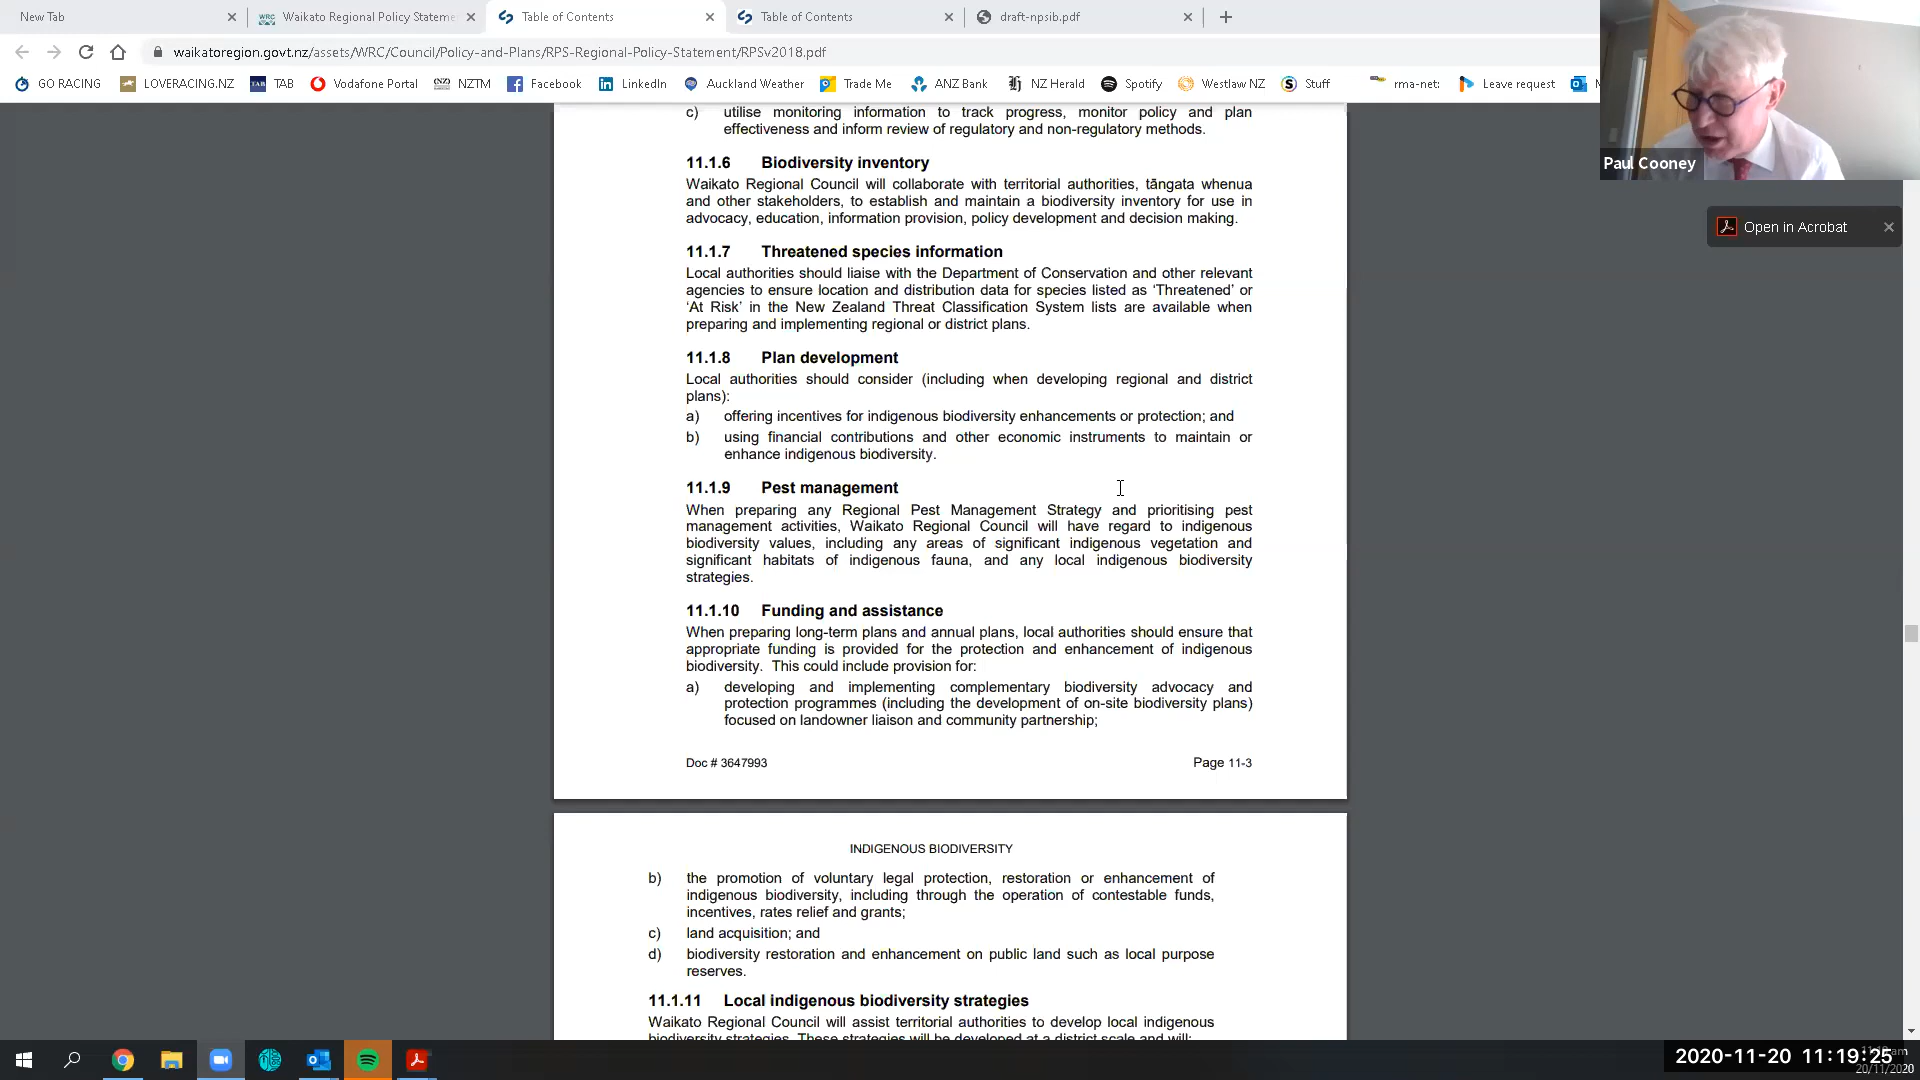 New Tab
Waikato Regional Policy Stateme
Table of Contents
Table of Contents
draft-npsib.pdf
waikatoregion.govt.nz/assets/WRC/Council/Policy-and-Plans/RPS-Regional-Policy-Statement/RPSv2018.pdf
GO RACING
LOVERACING.NZ
TAB
Vodafone Portal
NZTM
Facebook
LinkedIn
Auckland Weather
Trade Me
ANZ Bank
NZ Herald
Spotify
Westlaw NZ
Stuff
rma-net:
Leave request
Paul Cooney
Open in Acrobat
c) utilise monitoring information to track progress, monitor policy and plan
effectiveness and inform review of regulatory and non-regulatory methods.
11.1.6 Biodiversity inventory
Waikato Regional Council will collaborate with territorial authorities, tāngata whenua
and other stakeholders, to establish and maintain a biodiversity inventory for use in
advocacy, education, information provision, policy development and decision making.
11.1.7 Threatened species information
Local authorities should liaise with the Department of Conservation and other relevant
agencies to ensure location and distribution data for species listed as ‘Threatened’ or
‘At Risk’ in the New Zealand Threat Classification System lists are available when
preparing and implementing regional or district plans.
11.1.8 Plan development
Local authorities should consider (including when developing regional and district
plans):
a) offering incentives for indigenous biodiversity enhancements or protection; and
b) using financial contributions and other economic instruments to maintain or
enhance indigenous biodiversity.
11.1.9 Pest management
When preparing any Regional Pest Management Strategy and prioritising pest
management activities, Waikato Regional Council will have regard to indigenous
biodiversity values, including any areas of significant indigenous vegetation and
significant habitats of indigenous fauna, and any local indigenous biodiversity
strategies.
11.1.10 Funding and assistance
When preparing long-term plans and annual plans, local authorities should ensure that
appropriate funding is provided for the protection and enhancement of indigenous
biodiversity. This could include provision for:
a) developing and implementing complementary biodiversity advocacy and
protection programmes (including the development of on-site biodiversity plans)
focused on landowner liaison and community partnership;
Doc # 3647993 Page 11-3
INDIGENOUS BIODIVERSITY
b) the promotion of voluntary legal protection, restoration or enhancement of
indigenous biodiversity, including through the operation of contestable funds,
incentives, rates relief and grants;
c) land acquisition; and
d) biodiversity restoration and enhancement on public land such as local purpose
reserves.
11.1.11 Local indigenous biodiversity strategies
Waikato Regional Council will assist territorial authorities to develop local indigenous
biodiversity strategies. These strategies will be developed at a district scale and will:
2020-11-20 11:19:25
20/11/2020